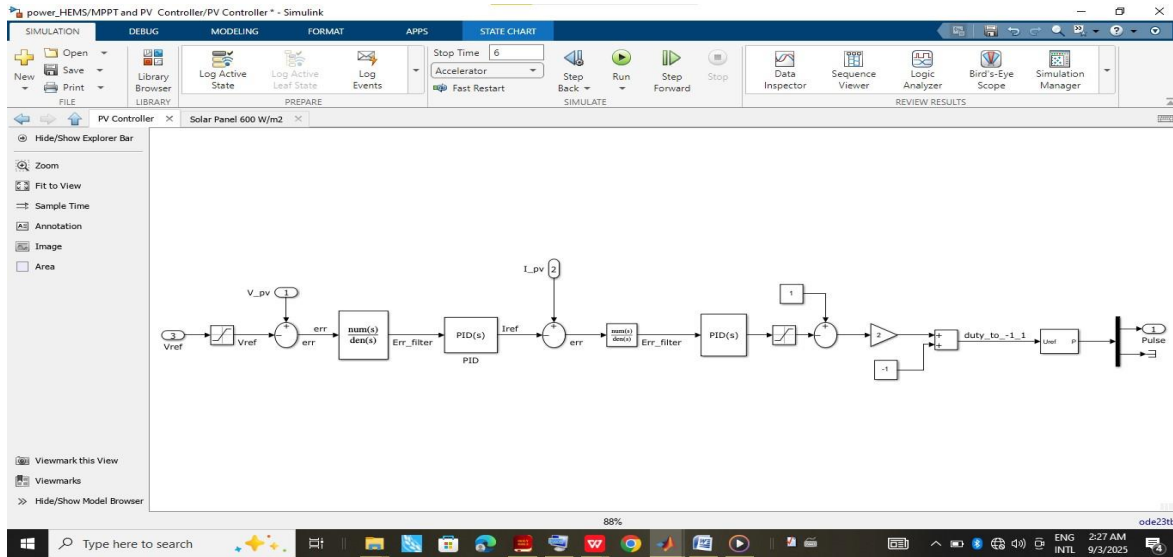 power_HEMS/MPPT and PV Controller/PV Controller * - Simulink
SIMULATION DEBUG MODELING FORMAT APPS STATE CHART
New
Open
Save
Print
FILE
Library
Browser
LIBRARY
Log Active
State
Log Active
Leaf State
Log
Events
PREPARE
Stop Time 6
Accelerator
Fast Restart
Step
Back
Run
Step
Forward
Stop
SIMULATE
Data
Inspector
Sequence
Viewer
Logic
Analyzer
Bird's-Eye
Scope
Simulation
Manager
REVIEW RESULTS
PV Controller × Solar Panel 600 W/m2 ×
Hide/Show Explorer Bar
Zoom
Fit to View
Sample Time
Annotation
Image
Area
I_pv 2
V_pv 1
1
3
Vref
Vref
err
err
num(s)
den(s)
Err_filter
PID(s)
PID
Iref
err
num(s)
den(s)
Err_filter
PID(s)
2
-1
duty_to_-1_1
Uref P
1
Pulse
Viewmark this View
Viewmarks
Hide/Show Model Browser
88%
ode23tb
Type here to search
ENG
INTL
2:27 AM
9/3/2025